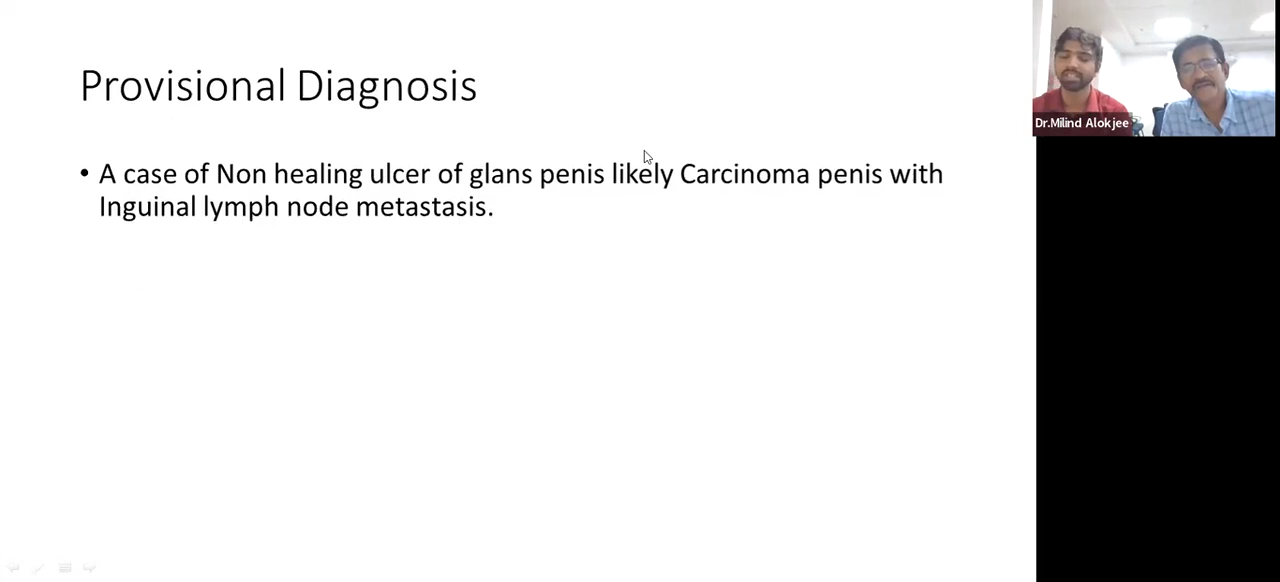 Provisional Diagnosis
• A case of Non healing ulcer of glans penis likely Carcinoma penis with
Inguinal lymph node metastasis.
Dr.Milind Alokjee